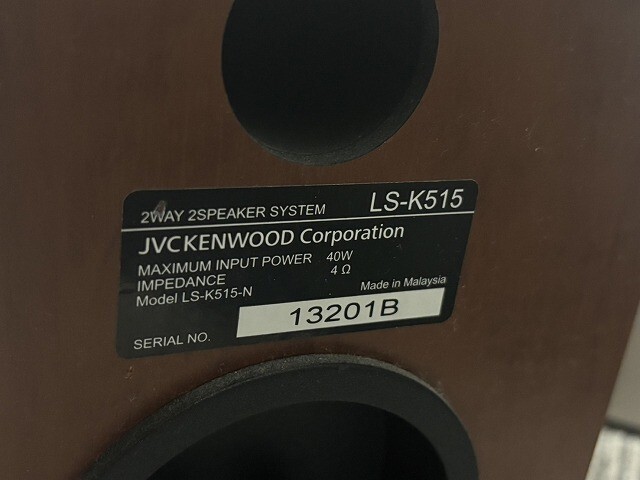 2WAY 2SPEAKER SYSTEM LS-K515
JVCKENWOOD Corporation
MAXIMUM INPUT POWER 40W
IMPEDANCE 4 Ω
Model LS-K515-N Made in Malaysia
SERIAL NO. 13201B